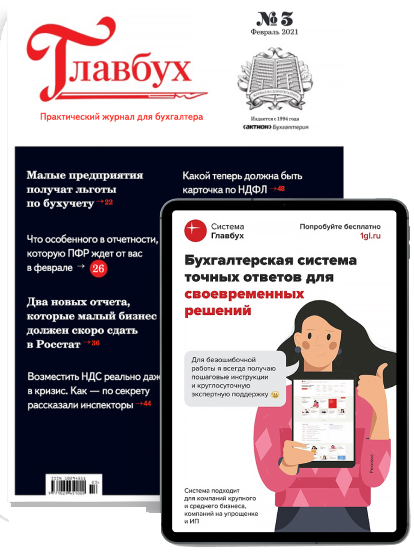 Главбух
№ 3
Февраль 2021
Практический журнал для бухгалтера
Издается с 1994 года
‹АКТИОН› Бухгалтерия
Малые предприятия
получат льготы
по бухучету →22
Какой теперь должна быть
карточка по НДФЛ →48
Что особенного в отчетности,
которую ПФР ждет от вас
в феврале → 26
Два новых отчета,
которые малый бизнес
должен скоро сдать
в Росстат →36
Возместить НДС реально даж
в кризис. Как — по секрету
рассказали инспекторы →44
Система
Главбух
Попробуйте бесплатно
1gl.ru
Бухгалтерская система
точных ответов для
своевременных
решений
Для безошибочной
работы я всегда получаю
пошаговые инструкции
и круглосуточную
экспертную поддержку
Система подходит
для компаний крупного
и среднего бизнеса,
компаний на упрощенке
и ИП
Реклама